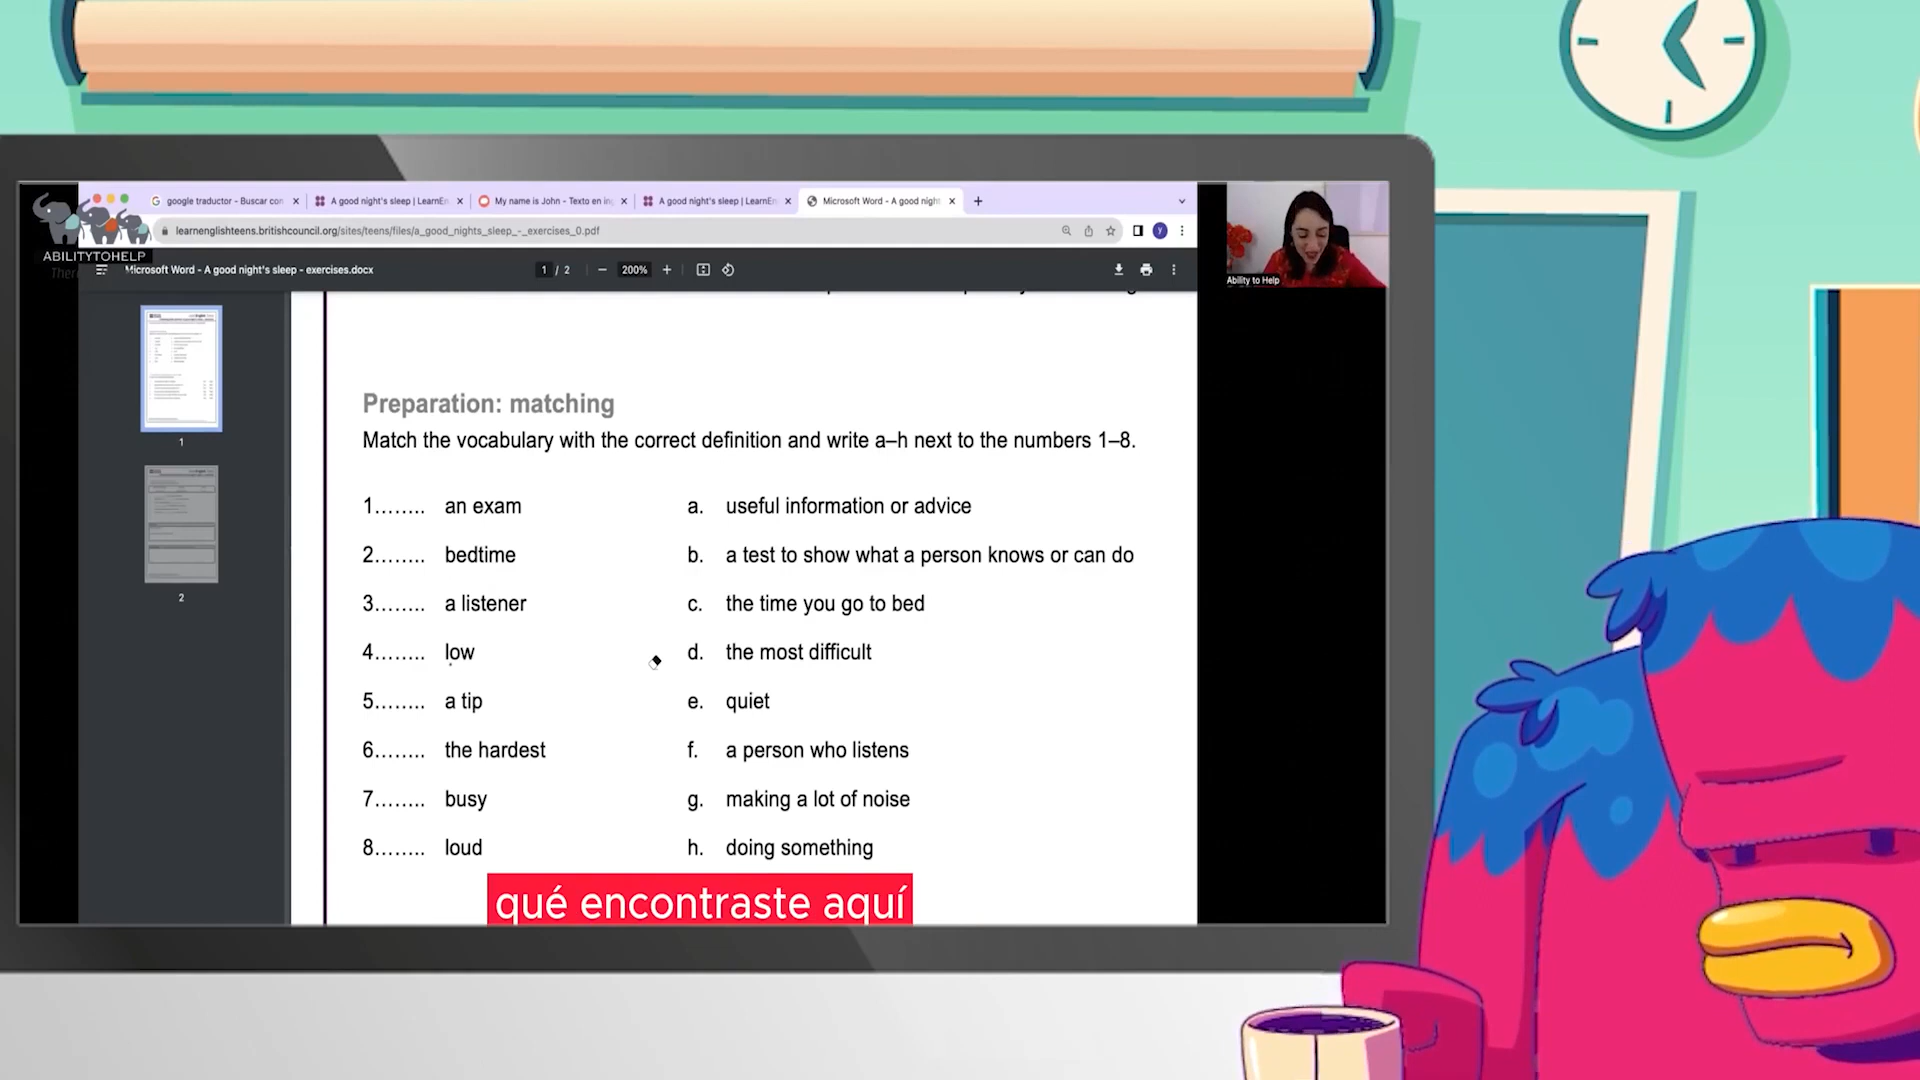 google traductor - Buscar con
A good night's sleep | LearnEn
My name is John - Texto en in
A good night's sleep | LearnEn
Microsoft Word - A good night
learnenglishteens.britishcouncil.org/sites/teens/files/a_good_nights_sleep_-_exercises_0.pdf
y
ABILITYTOHELP
There
Microsoft Word - A good night's sleep - exercises.docx
1 / 2
200%
Ability to Help
1
2
Preparation: matching
Match the vocabulary with the correct definition and write a–h next to the numbers 1–8.
1........ an exam a. useful information or advice
2........ bedtime b. a test to show what a person knows or can do
3........ a listener c. the time you go to bed
4........ low d. the most difficult
5........ a tip e. quiet
6........ the hardest f. a person who listens
7........ busy g. making a lot of noise
8........ loud h. doing something
qué encontraste aquí